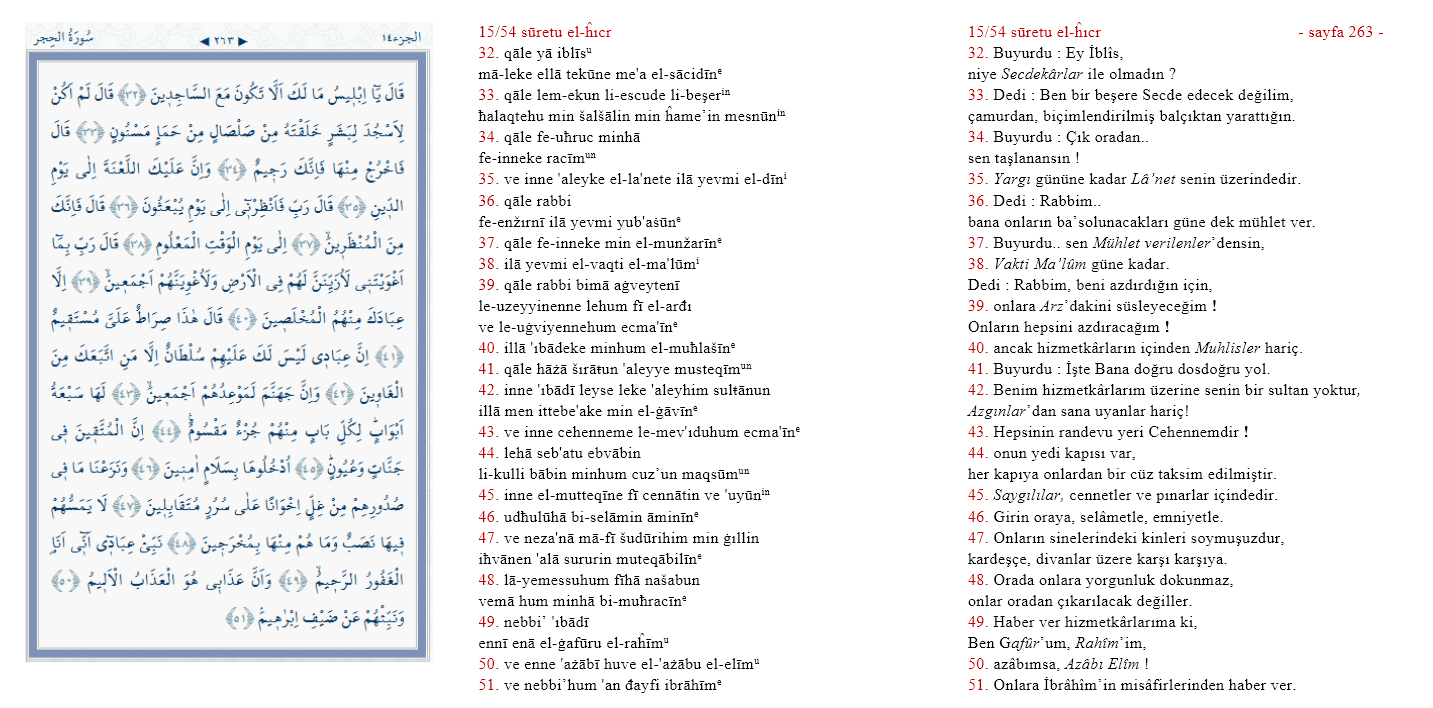 سُورَةُ الحِجر
◀ ٢٦٣ ▶
الجزء ١٤
قَالَ يَٓا اِبْلٖيسُ مَا لَكَ اَلَّا تَكُونَ مَعَ السَّاجِدٖينَ ﴿٣٢﴾ قَالَ لَمْ اَكُنْ
لِاَسْجُدَ لِبَشَرٍ خَلَقْتَهُ مِنْ صَلْصَالٍ مِنْ حَمَاٍ مَسْنُونٍ ﴿٣٣﴾ قَالَ
فَاخْرُجْ مِنْهَا فَاِنَّكَ رَجٖيمٌۙ ﴿٣٤﴾ وَاِنَّ عَلَيْكَ اللَّعْنَةَ اِلٰى يَوْمِ
الدّٖينِ ﴿٣٥﴾ قَالَ رَبِّ فَاَنْظِرْنٖٓي اِلٰى يَوْمِ يُبْعَثُونَ ﴿٣٦﴾ قَالَ فَاِنَّكَ
مِنَ الْمُنْظَرٖينَۙ ﴿٣٧﴾ اِلٰى يَوْمِ الْوَقْتِ الْمَعْلُومِ ﴿٣٨﴾ قَالَ رَبِّ بِمَٓا
اَغْوَيْتَنٖي لَاُزَيِّنَنَّ لَهُمْ فِي الْاَرْضِ وَلَاُغْوِيَنَّهُمْ اَجْمَعٖينَۙ ﴿٣٩﴾ اِلَّا
عِبَادَكَ مِنْهُمُ الْمُخْلَصٖينَ ﴿٤٠﴾ قَالَ هٰذَا صِرَاطٌ عَلَيَّ مُسْتَقٖيمٌ
﴿٤١﴾ اِنَّ عِبَادٖي لَيْسَ لَكَ عَلَيْهِمْ سُلْطَانٌ اِلَّا مَنِ اتَّبَعَكَ مِنَ
الْغَاوٖينَ ﴿٤٢﴾ وَاِنَّ جَهَنَّمَ لَمَوْعِدُهُمْ اَجْمَعٖينَۙ ﴿٤٣﴾ لَهَا سَبْعَةُ
اَبْوَابٍؕ لِكُلِّ بَابٍ مِنْهُمْ جُزْءٌ مَقْسُومٌ ﴿٤٤﴾ اِنَّ الْمُتَّقٖينَ فٖي
جَنَّاتٍ وَعُيُونٍؕ ﴿٤٥﴾ اُدْخُلُوهَا بِسَلَامٍ اٰمِنٖينَ ﴿٤٦﴾ وَنَزَعْنَا مَا فٖي
صُدُورِهِمْ مِنْ غِلٍّ اِخْوَانًا عَلٰى سُرُرٍ مُتَقَابِلٖينَ ﴿٤٧﴾ لَا يَمَسُّهُمْ
فٖيهَا نَصَبٌ وَمَا هُمْ مِنْهَا بِمُخْرَجٖينَ ﴿٤٨﴾ نَبِّئْ عِبَادٖٓي اَنّٖٓي اَنَا
الْغَفُورُ الرَّحٖيمُۙ ﴿٤٩﴾ وَاَنَّ عَذَابٖي هُوَ الْعَذَابُ الْاَلٖيمُ ﴿٥٠﴾
وَنَبِّئْهُمْ عَنْ ضَيْفِ اِبْرٰهٖيمَۘ ﴿٥١﴾
15/54 sūretu el-ĥıcr
32. qāle yā iblīsᵘ
mā-leke ellā tekūne me'a el-sācidīnᵉ
33. qāle lem-ekun li-escude li-beşerⁱⁿ
ħalaqtehu min šalšālin min ĥame’in mesnūnⁱⁿ
34. qāle fe-uħruc minhā
fe-inneke racīmᵘⁿ
35. ve inne 'aleyke el-la'nete ilā yevmi el-dīnⁱ
36. qāle rabbi
fe-enžırnī ilā yevmi yub'aŝūnᵉ
37. qāle fe-inneke min el-munžarīnᵉ
38. ilā yevmi el-vaqti el-ma'lūmⁱ
39. qāle rabbi bimā aġveytenī
le-uzeyyinenne lehum fī el-arđı
ve le-uġviyennehum ecma'īnᵉ
40. illā 'ıbādeke minhum el-muħlašīnᵉ
41. qāle hāżā šırāŧun 'aleyye musteqīmᵘⁿ
42. inne 'ıbādī leyse leke 'aleyhim sulŧānun
illā men ittebe'ake min el-ġāvīnᵉ
43. ve inne cehenneme le-mev'ıduhum ecma'īnᵉ
44. lehā seb'atu ebvābin
li-kulli bābin minhum cuz’un maqsūmᵘⁿ
45. inne el-mutteqīne fī cennātin ve 'uyūnⁱⁿ
46. udħulūhā bi-selāmin āminīnᵉ
47. ve neza'nā mā-fī šudūrihim min ġıllin
iħvānen 'alā sururin muteqābilīnᵉ
48. lā-yemessuhum fīhā našabun
vemā hum minhā bi-muħracīnᵉ
49. nebbi’ 'ıbādī
ennī enā el-ġafūru el-raĥīmᵘ
50. ve enne 'ażābī huve el-'ażābu el-elīmᵘ
51. ve nebbi’hum 'an đayfi ibrāhīmᵉ
15/54 sūretu el-ĥıcr - sayfa 263 -
32. Buyurdu : Ey İblîs,
niye Secdekârlar ile olmadın ?
33. Dedi : Ben bir beşere Secde edecek değilim,
çamurdan, biçimlendirilmiş balçıktan yarattığın.
34. Buyurdu : Çık oradan..
sen taşlanansın !
35. Yargı gününe kadar Lâ’net senin üzerindedir.
36. Dedi : Rabbim..
bana onların ba’solunacakları güne dek mühlet ver.
37. Buyurdu.. sen Mühlet verilenler’densin,
38. Vakti Ma’lûm güne kadar.
Dedi : Rabbim, beni azdırdığın için,
39. onlara Arz’dakini süsleyeceğim !
Onların hepsini azdıracağım !
40. ancak hizmetkârların içinden Muhlisler hariç.
41. Buyurdu : İşte Bana doğru dosdoğru yol.
42. Benim hizmetkârlarım üzerine senin bir sultan yoktur,
Azgınlar’dan sana uyanlar hariç!
43. Hepsinin randevu yeri Cehennemdir !
44. onun yedi kapısı var,
her kapıya onlardan bir cüz taksim edilmiştir.
45. Saygılılar, cennetler ve pınarlar içindedir.
46. Girin oraya, selâmetle, emniyetle.
47. Onların sinelerindeki kinleri soymuşuzdur,
kardeşçe, divanlar üzere karşı karşıya.
48. Orada onlara yorgunluk dokunmaz,
onlar oradan çıkarılacak değiller.
49. Haber ver hizmetkârlarıma ki,
Ben Gafûr’um, Rahîm’im,
50. azâbımsa, Azâbı Elîm !
51. Onlara İbrâhîm’in misâfirlerinden haber ver.